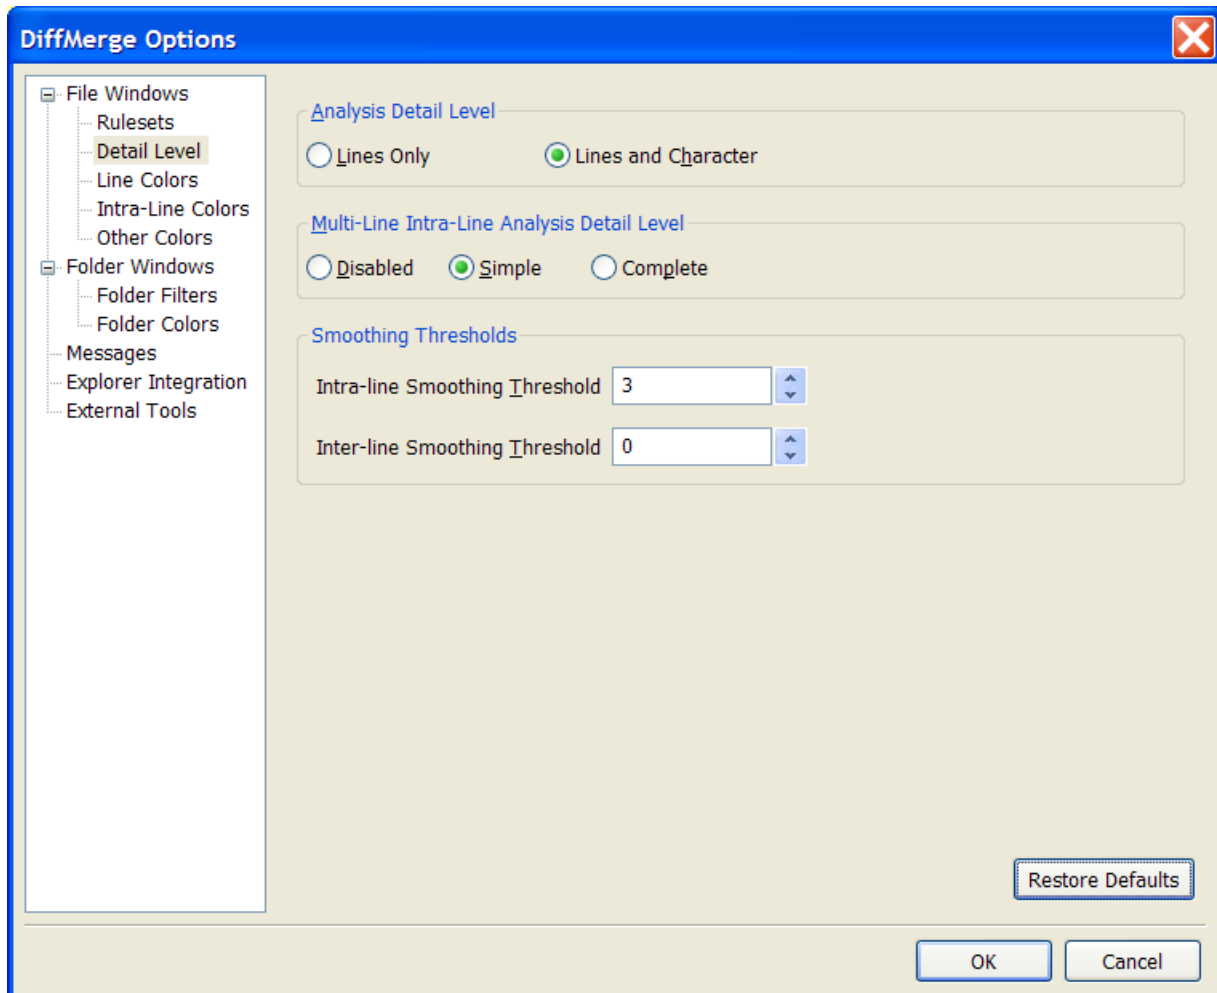 DiffMerge Options
File Windows
Rulesets
Detail Level
Line Colors
Intra-Line Colors
Other Colors
Folder Windows
Folder Filters
Folder Colors
Messages
Explorer Integration
External Tools
Analysis Detail Level
Lines Only Lines and Character
Multi-Line Intra-Line Analysis Detail Level
Disabled Simple Complete
Smoothing Thresholds
Intra-line Smoothing Threshold 3
Inter-line Smoothing Threshold 0
Restore Defaults
OK Cancel